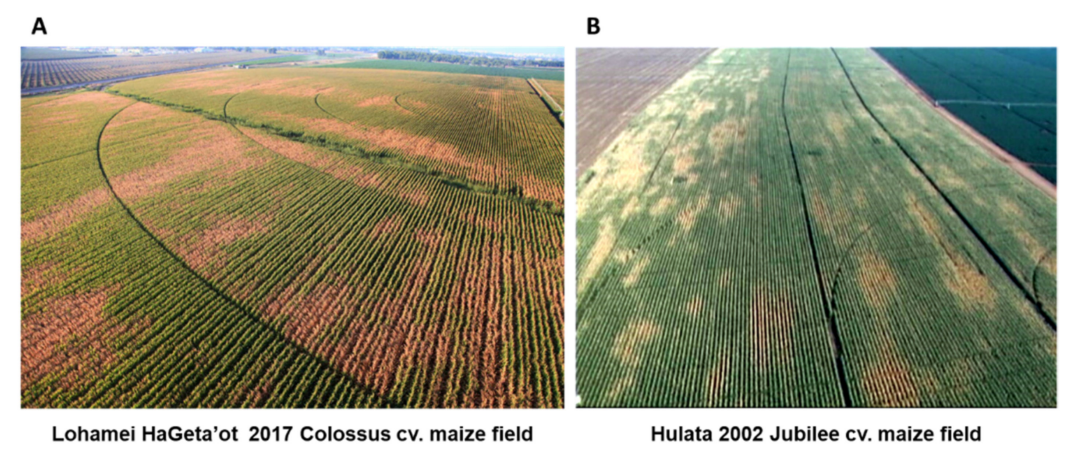 A
B
Lohamei HaGeta’ot  2017 Colossus cv. maize field
Hulata 2002 Jubilee cv. maize field